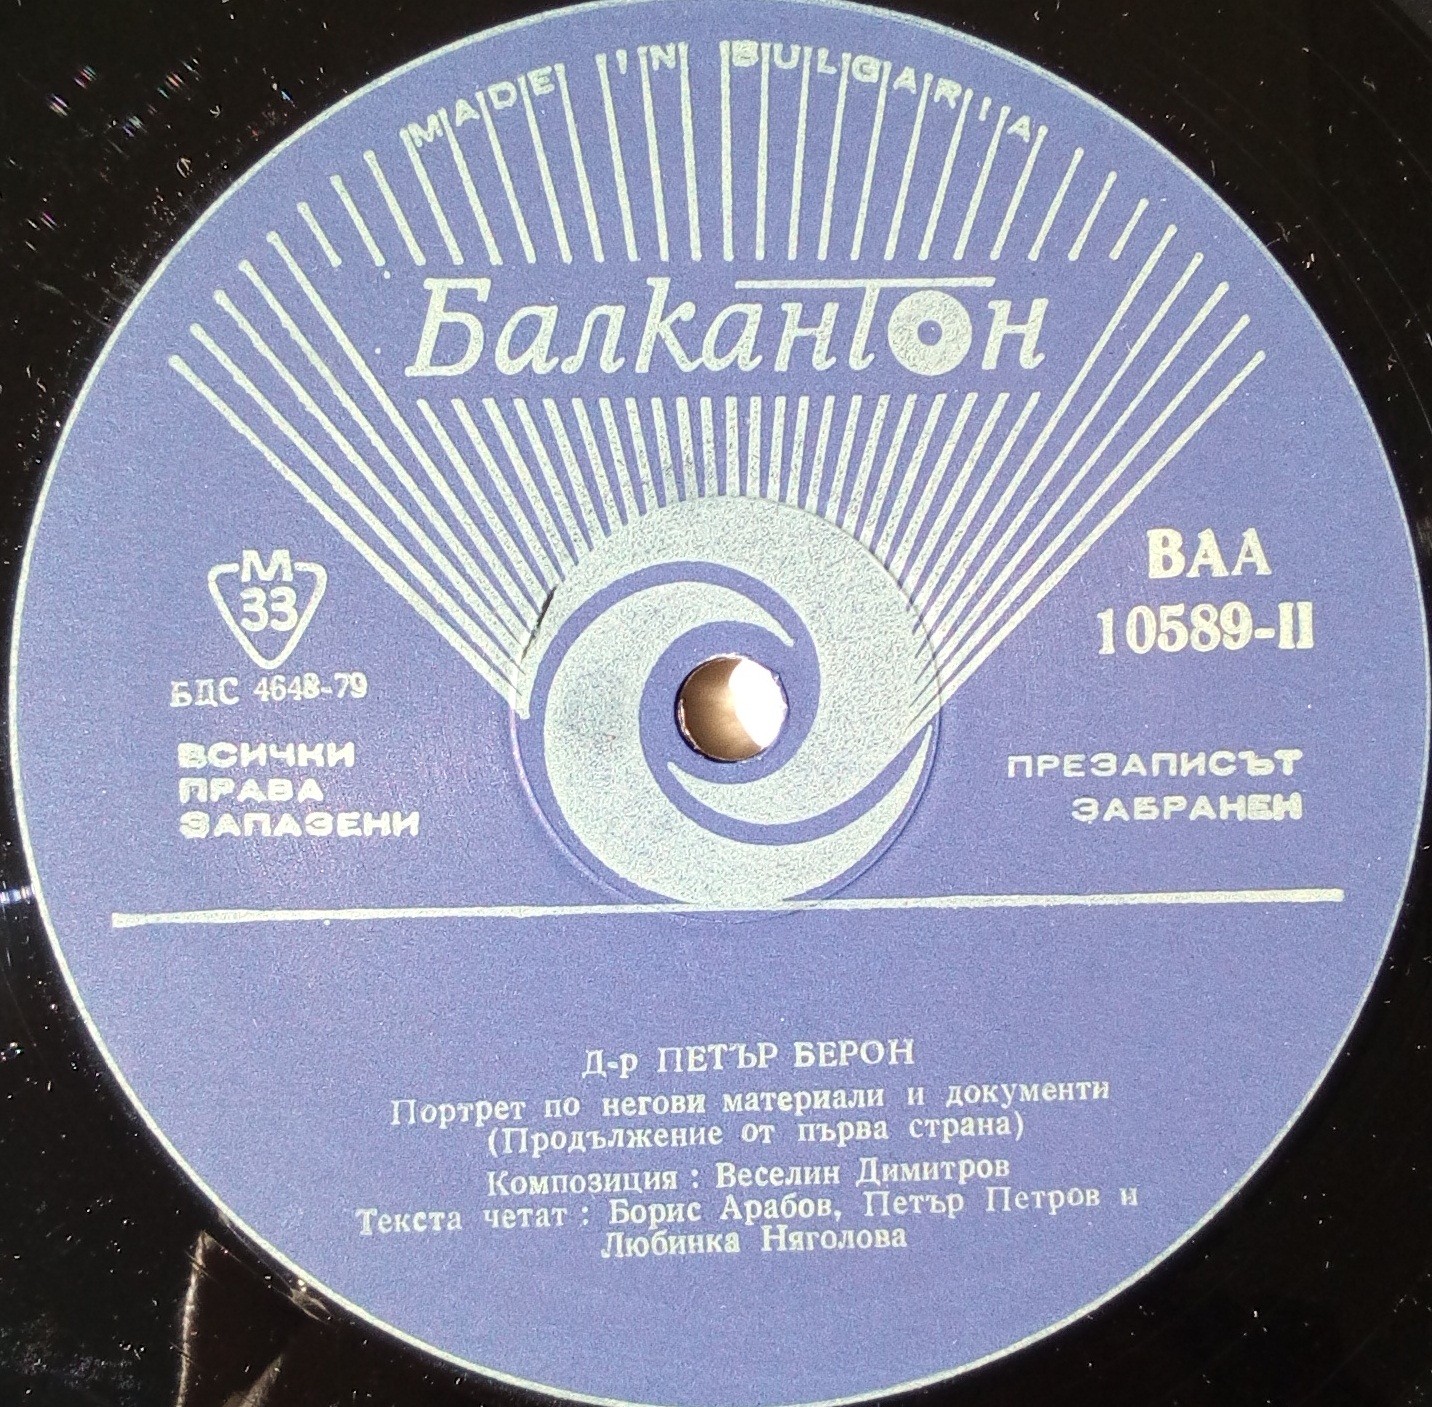 MADE IN BULGARIA
Балкантон
М
33
БДС 4648-79
ВСИЧКИ
ПРАВА
ЗАПАЗЕНИ
ВАА
10589-II
ПРЕЗАПИСЪТ
ЗАБРАНЕН
Д-р ПЕТЪР БЕРОН
Портрет по негови материали и документи
(Продължение от първа страна)
Композиция : Веселин Димитров
Текста четат : Борис Арабов, Петър Петров и
Любинка Няголова